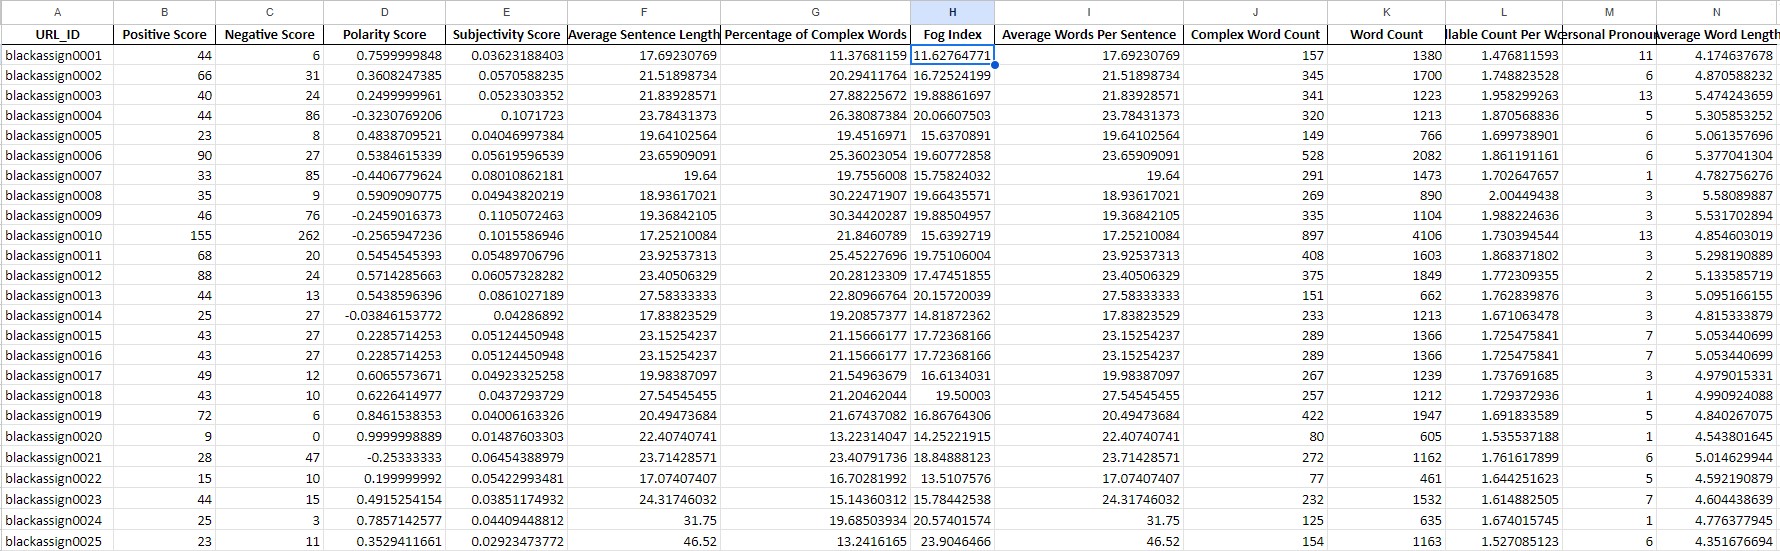 A B C D E F G H I J K L M N
URL_ID Positive Score Negative Score Polarity Score Subjectivity Score Average Sentence Length Percentage of Complex Words Fog Index Average Words Per Sentence Complex Word Count Word Count llable Count Per Wo ersonal Pronou verage Word Length
blackassign0001 44 6 0.7599999848 0.03623188403 17.69230769 11.37681159 11.62764771 17.69230769 157 1380 1.476811593 11 4.174637678
blackassign0002 66 31 0.3608247385 0.0570588235 21.51898734 20.29411764 16.72524199 21.51898734 345 1700 1.748823528 6 4.870588232
blackassign0003 40 24 0.2499999961 0.0523303352 21.83928571 27.88225672 19.88861697 21.83928571 341 1223 1.958299263 13 5.474243659
blackassign0004 44 86 -0.3230769206 0.1071723 23.78431373 26.38087384 20.06607503 23.78431373 320 1213 1.870568836 5 5.305853252
blackassign0005 23 8 0.4838709521 0.04046997384 19.64102564 19.4516971 15.6370891 19.64102564 149 766 1.699738901 6 5.061357696
blackassign0006 90 27 0.5384615339 0.05619596539 23.65909091 25.36023054 19.60772858 23.65909091 528 2082 1.861191161 6 5.377041304
blackassign0007 33 85 -0.4406779624 0.08010862181 19.64 19.7556008 15.75824032 19.64 291 1473 1.702647657 1 4.782756276
blackassign0008 35 9 0.5909090775 0.04943820219 18.93617021 30.22471907 19.66435571 18.93617021 269 890 2.00449438 3 5.58089887
blackassign0009 46 76 -0.2459016373 0.1105072463 19.36842105 30.34420287 19.88504957 19.36842105 335 1104 1.988224636 3 5.531702894
blackassign0010 155 262 -0.2565947236 0.1015586946 17.25210084 21.8460789 15.6392719 17.25210084 897 4106 1.730394544 13 4.854603019
blackassign0011 68 20 0.5454545393 0.05489706796 23.92537313 25.45227696 19.75106004 23.92537313 408 1603 1.868371802 3 5.298190889
blackassign0012 88 24 0.5714285663 0.06057328282 23.40506329 20.28123309 17.47451855 23.40506329 375 1849 1.772309355 2 5.133585719
blackassign0013 44 13 0.5438596396 0.0861027189 27.58333333 22.80966764 20.15720039 27.58333333 151 662 1.762839876 3 5.095166155
blackassign0014 25 27 -0.03846153772 0.04286892 17.83823529 19.20857377 14.81872362 17.83823529 233 1213 1.671063478 3 4.815333879
blackassign0015 43 27 0.2285714253 0.05124450948 23.15254237 21.15666177 17.72368166 23.15254237 289 1366 1.725475841 7 5.053440699
blackassign0016 43 27 0.2285714253 0.05124450948 23.15254237 21.15666177 17.72368166 23.15254237 289 1366 1.725475841 7 5.053440699
blackassign0017 49 12 0.6065573671 0.04923325258 19.98387097 21.54963679 16.6134031 19.98387097 267 1239 1.737691685 3 4.979015331
blackassign0018 43 10 0.6226414977 0.0437293729 27.54545455 21.20462044 19.50003 27.54545455 257 1212 1.729372936 1 4.990924088
blackassign0019 72 6 0.8461538353 0.04006163326 20.49473684 21.67437082 16.86764306 20.49473684 422 1947 1.691833589 5 4.840267075
blackassign0020 9 0 0.9999998889 0.01487603303 22.40740741 13.22314047 14.25221915 22.40740741 80 605 1.535537188 1 4.543801645
blackassign0021 28 47 -0.25333333 0.06454388979 23.71428571 23.40791736 18.84888123 23.71428571 272 1162 1.761617899 6 5.014629944
blackassign0022 15 10 0.199999992 0.05422993481 17.07407407 16.70281992 13.5107576 17.07407407 77 461 1.644251623 5 4.592190879
blackassign0023 44 15 0.4915254154 0.03851174932 24.31746032 15.14360312 15.78442538 24.31746032 232 1532 1.614882505 7 4.604438639
blackassign0024 25 3 0.7857142577 0.04409448812 31.75 19.68503934 20.57401574 31.75 125 635 1.674015745 1 4.776377945
blackassign0025 23 11 0.3529411661 0.02923473772 46.52 13.2416165 23.9046466 46.52 154 1163 1.527085123 6 4.351676694